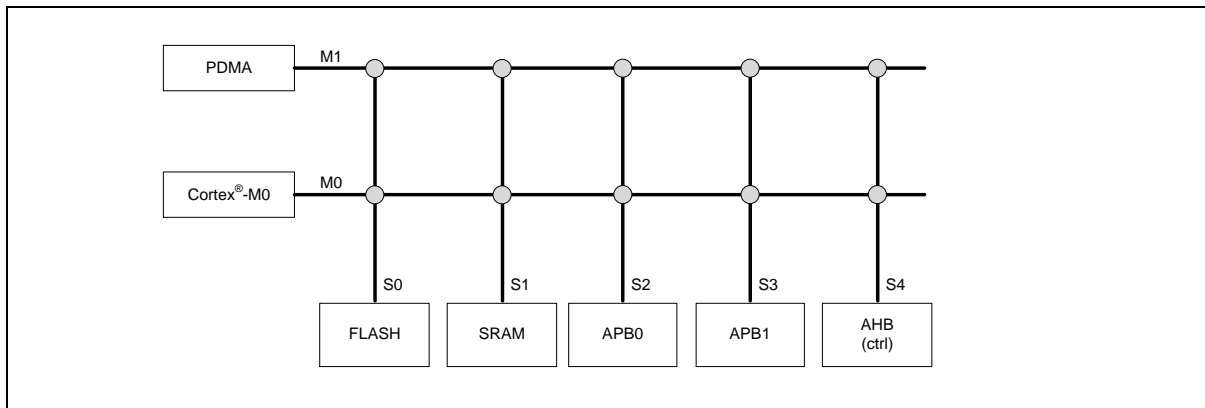 PDMA
M1
Cortex®-M0
M0
S0
S1
S2
S3
S4
FLASH
SRAM
APB0
APB1
AHB
(ctrl)